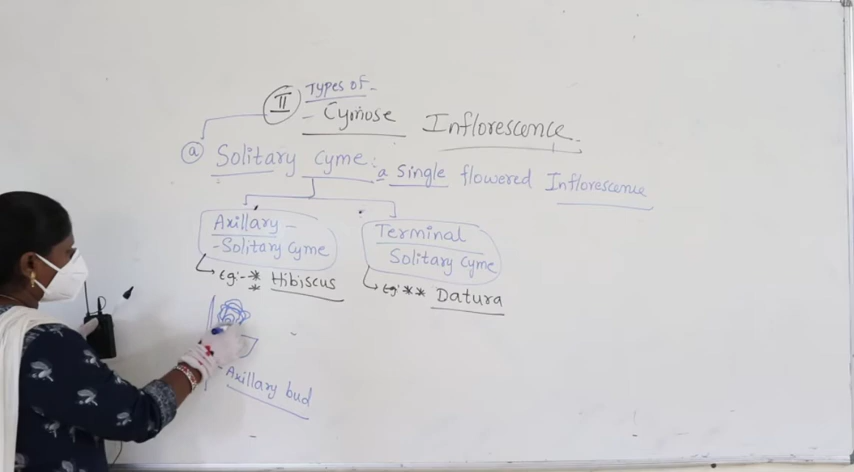 II Types of -
- Cymose Inflorescence.
a Solitary Cyme: a single flowered Inflorescence
Axillary -
- Solitary Cyme
Eg:- * Hibiscus
*
Terminal
Solitary Cyme
Eg: ** Datura
Axillary bud